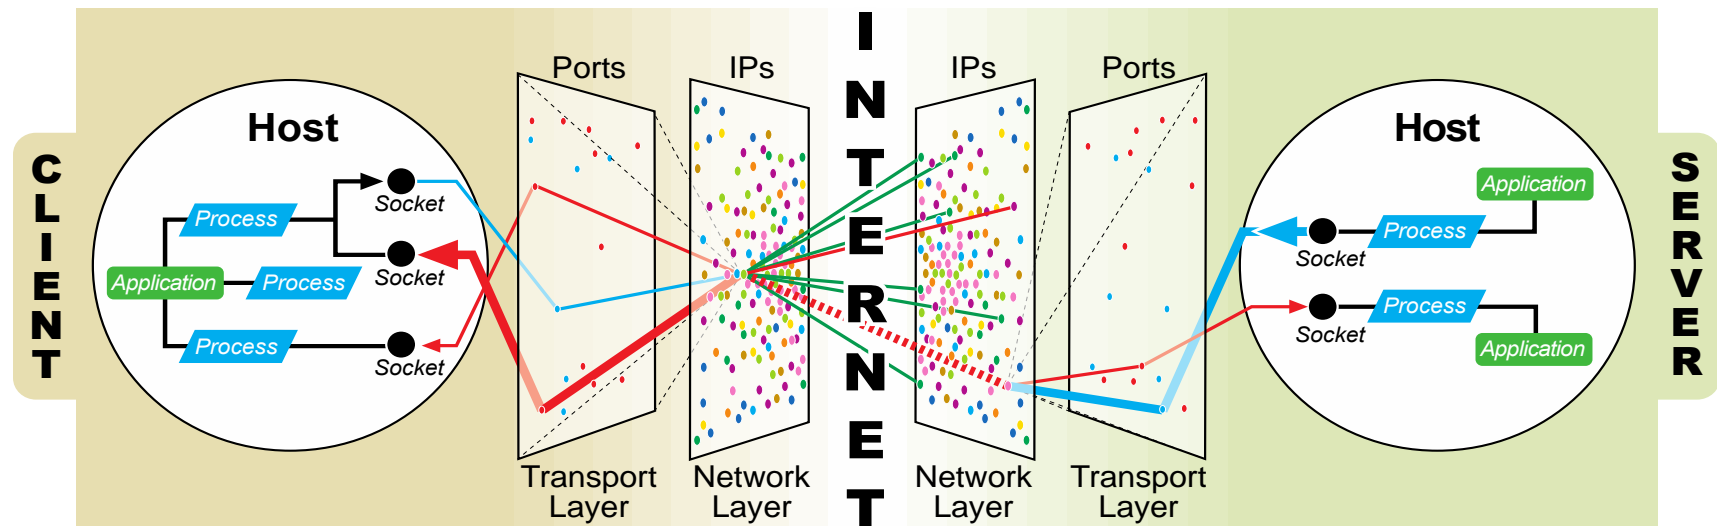 CLIENT
Host
Process
Socket
Application
Process
Socket
Process
Socket
Ports
Transport
Layer
IPs
Network
Layer
INTERNET
IPs
Network
Layer
Ports
Transport
Layer
Host
Application
Process
Socket
Process
Socket
Application
SERVER